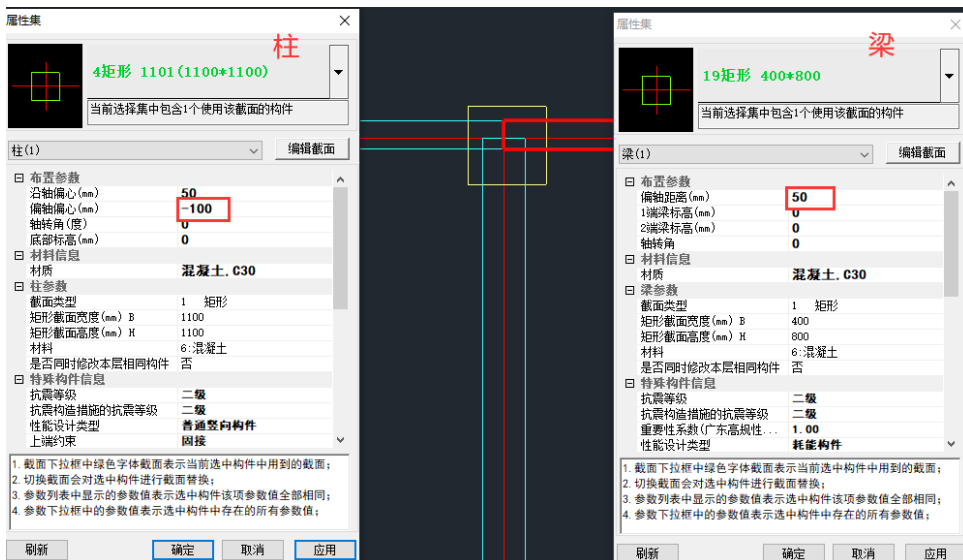 属性集
柱
4矩形 1101(1100*1100)
当前选择集中包含1个使用该截面的构件
柱(1)
编辑截面
布置参数
沿轴偏心(mm) 50
偏轴偏心(mm) -100
轴转角(度) 0
底部标高(mm) 0
材料信息
材质 混凝土.C30
柱参数
截面类型 1 矩形
矩形截面宽度(mm) B 1100
矩形截面高度(mm) H 1100
材料 6:混凝土
是否同时修改本层相同构件 否
特殊构件信息
抗震等级 二级
抗震构造措施的抗震等级 二级
性能设计类型 普通竖向构件
上端约束 固接
1. 截面下拉框中绿色字体截面表示当前选中构件中用到的截面;
2. 切换截面会对选中构件进行截面替换;
3. 参数列表中显示的参数值表示选中构件该项参数值全部相同;
4. 参数下拉框中的参数值表示选中构件中存在的所有参数值;
刷新
确定
取消
应用
属性集
梁
19矩形 400*800
当前选择集中包含1个使用该截面的构件
梁(1)
编辑截面
布置参数
偏轴距离(mm) 50
1端梁标高(mm) 0
2端梁标高(mm) 0
轴转角 0
材料信息
材质 混凝土.C30
梁参数
截面类型 1 矩形
矩形截面宽度(mm) B 400
矩形截面高度(mm) H 800
材料 6:混凝土
是否同时修改本层相同构件 否
特殊构件信息
抗震等级 二级
抗震构造措施的抗震等级 二级
重要性系数(广东高规性... 1.00
性能设计类型 耗能构件
1. 截面下拉框中绿色字体截面表示当前选中构件中用到的截面;
2. 切换截面会对选中构件进行截面替换;
3. 参数列表中显示的参数值表示选中构件该项参数值全部相同;
4. 参数下拉框中的参数值表示选中构件中存在的所有参数值;
刷新
确定
取消
应用